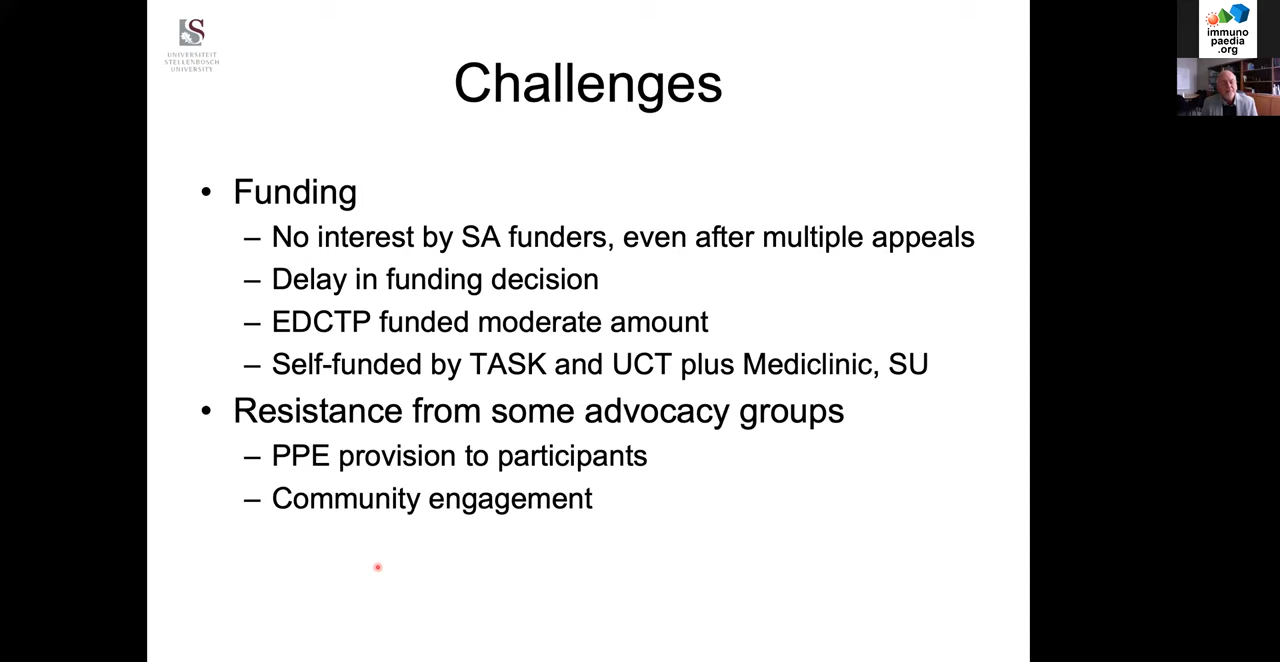 UNIVERSITEIT
STELLENBOSCH
UNIVERSITY
immuno
paedia
.org
Challenges
• Funding
– No interest by SA funders, even after multiple appeals
– Delay in funding decision
– EDCTP funded moderate amount
– Self-funded by TASK and UCT plus Mediclinic, SU
• Resistance from some advocacy groups
– PPE provision to participants
– Community engagement